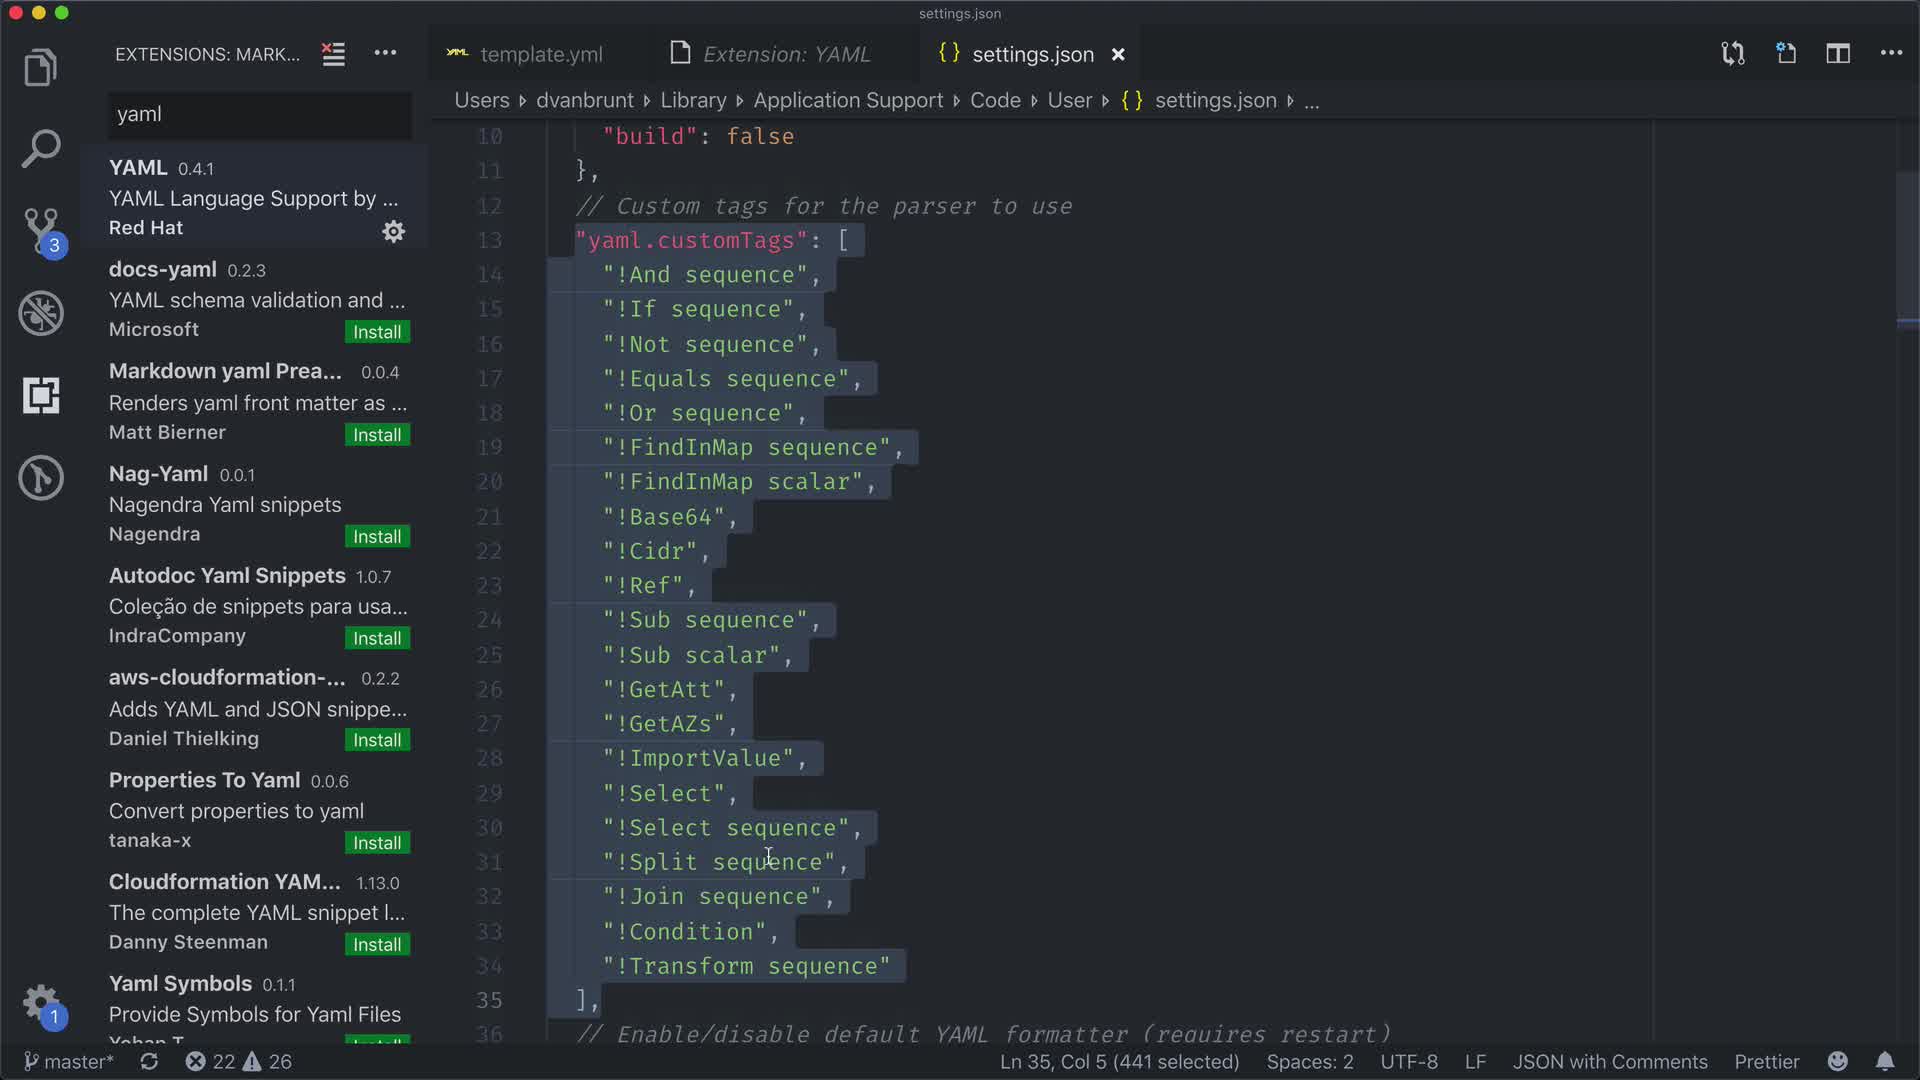 settings.json
EXTENSIONS: MARK...
YAML template.yml
Extension: YAML
{} settings.json
Users dvanbrunt Library Application Support Code User {} settings.json ...
yaml
YAML 0.4.1
YAML Language Support by ...
Red Hat
docs-yaml 0.2.3
YAML schema validation and ...
Microsoft Install
Markdown yaml Prea... 0.0.4
Renders yaml front matter as ...
Matt Bierner Install
Nag-Yaml 0.0.1
Nagendra Yaml snippets
Nagendra Install
Autodoc Yaml Snippets 1.0.7
Coleção de snippets para usa...
IndraCompany Install
aws-cloudformation-... 0.2.2
Adds YAML and JSON snippe...
Daniel Thielking Install
Properties To Yaml 0.0.6
Convert properties to yaml
tanaka-x Install
Cloudformation YAM... 1.13.0
The complete YAML snippet l...
Danny Steenman Install
Yaml Symbols 0.1.1
Provide Symbols for Yaml Files
3
1
10 "build": false
11 },
12 // Custom tags for the parser to use
13 "yaml.customTags": [
14 "!And sequence",
15 "!If sequence",
16 "!Not sequence",
17 "!Equals sequence",
18 "!Or sequence",
19 "!FindInMap sequence",
20 "!FindInMap scalar",
21 "!Base64",
22 "!Cidr",
23 "!Ref",
24 "!Sub sequence",
25 "!Sub scalar",
26 "!GetAtt",
27 "!GetAZs",
28 "!ImportValue",
29 "!Select",
30 "!Select sequence",
31 "!Split sequence",
32 "!Join sequence",
33 "!Condition",
34 "!Transform sequence"
35 ],
36 // Enable/disable default YAML formatter (requires restart)
master* 22 26 Ln 35, Col 5 (441 selected) Spaces: 2 UTF-8 LF JSON with Comments Prettier